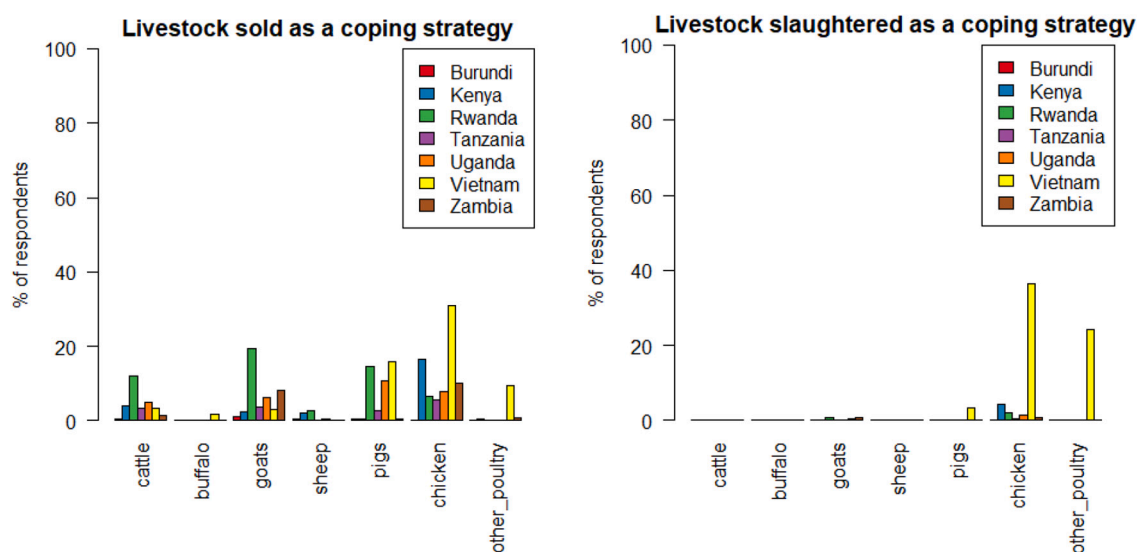 Livestock sold as a coping strategy
% of respondents
100
80
60
40
20
0
Burundi
Kenya
Rwanda
Tanzania
Uganda
Vietnam
Zambia
cattle
buffalo
goats
sheep
pigs
chicken
other_poultry
Livestock slaughtered as a coping strategy
% of respondents
100
80
60
40
20
0
Burundi
Kenya
Rwanda
Tanzania
Uganda
Vietnam
Zambia
cattle
buffalo
goats
sheep
pigs
chicken
other_poultry